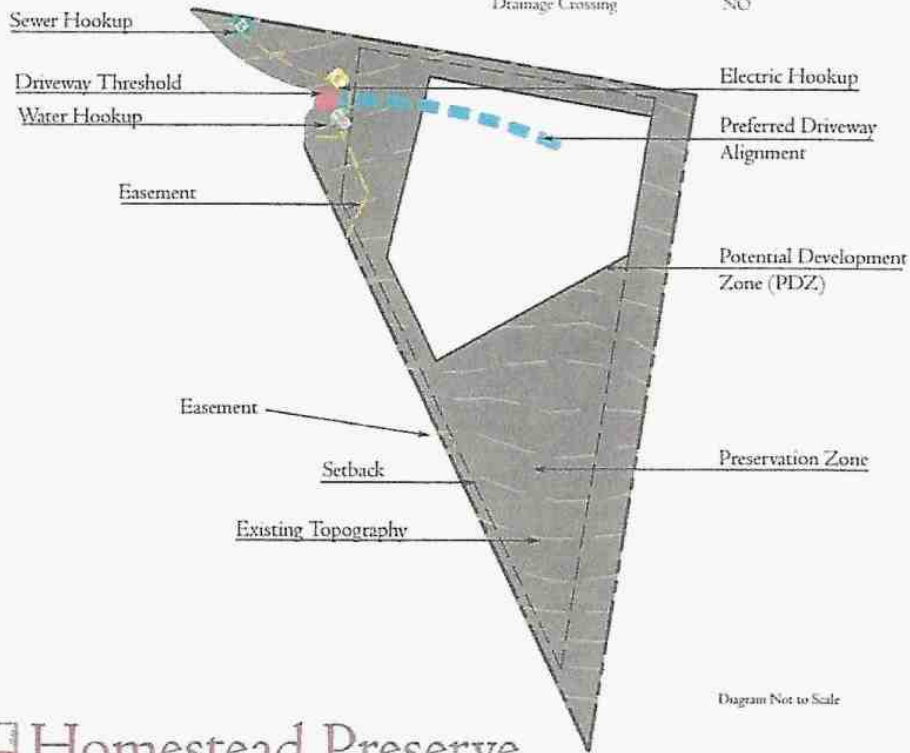 Drainage Crossing NO
Sewer Hookup
Driveway Threshold
Electric Hookup
Water Hookup
Preferred Driveway
Alignment
Easement
Potential Development
Zone (PDZ)
Easement
Setback
Preservation Zone
Existing Topography
Diagram Not to Scale
Homestead Preserve